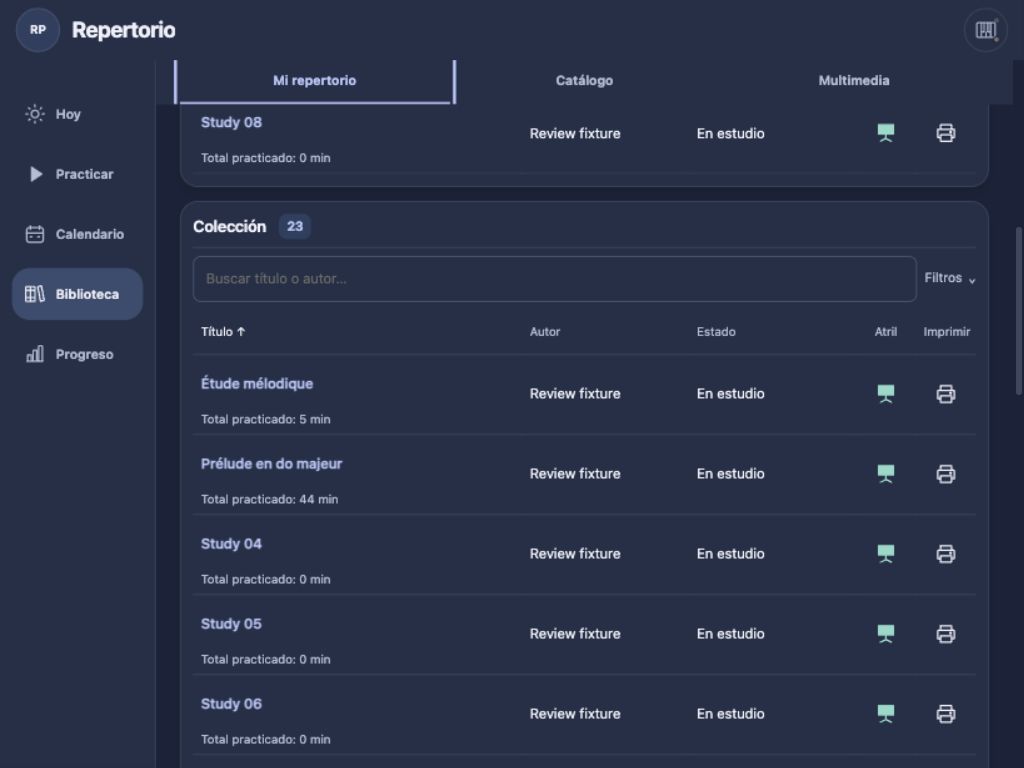 RP
Repertorio
Hoy
Practicar
Calendario
Biblioteca
Progreso
Mi repertorio Catálogo Multimedia
Study 08
Total practicado: 0 min
Review fixture En estudio
Colección 23
Buscar título o autor...
Filtros
Título ↑ Autor Estado Atril Imprimir
Étude mélodique
Total practicado: 5 min
Review fixture En estudio
Prélude en do majeur
Total practicado: 44 min
Review fixture En estudio
Study 04
Total practicado: 0 min
Review fixture En estudio
Study 05
Total practicado: 0 min
Review fixture En estudio
Study 06
Total practicado: 0 min
Review fixture En estudio